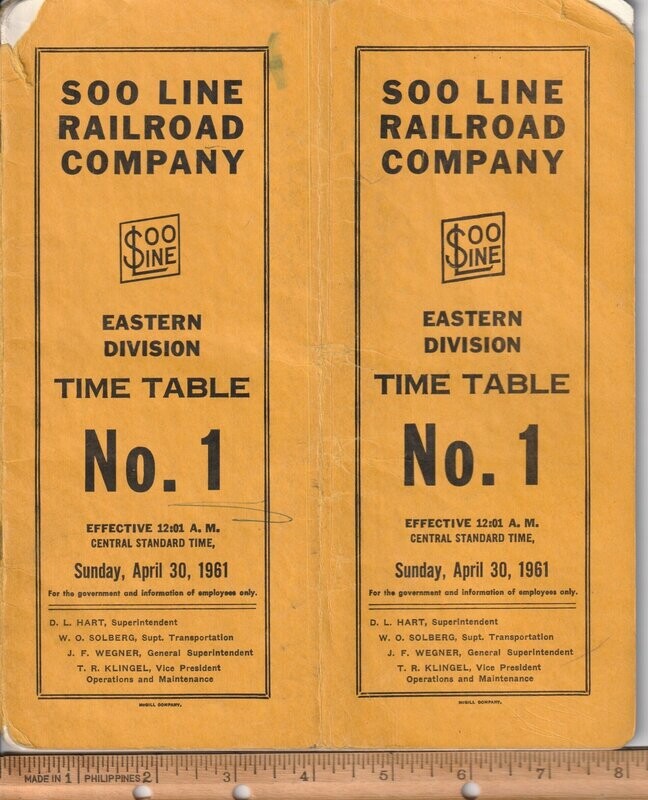 SOO LINE
RAILROAD
COMPANY
SOO
LINE
EASTERN
DIVISION
TIME TABLE
No. 1
EFFECTIVE 12:01 A. M.
CENTRAL STANDARD TIME,
Sunday, April 30, 1961
For the government and information of employees only.
D. L. HART, Superintendent
W. O. SOLBERG, Supt. Transportation
J. F. WEGNER, General Superintendent
T. R. KLINGEL, Vice President
Operations and Maintenance
McGILL COMPANY.
SOO LINE
RAILROAD
COMPANY
SOO
LINE
EASTERN
DIVISION
TIME TABLE
No. 1
EFFECTIVE 12:01 A. M.
CENTRAL STANDARD TIME,
Sunday, April 30, 1961
For the government and information of employees only.
D. L. HART, Superintendent
W. O. SOLBERG, Supt. Transportation
J. F. WEGNER, General Superintendent
T. R. KLINGEL, Vice President
Operations and Maintenance
McGILL COMPANY.
MADE IN 1 PHILIPPINES 2 3 4 5 6 7 8